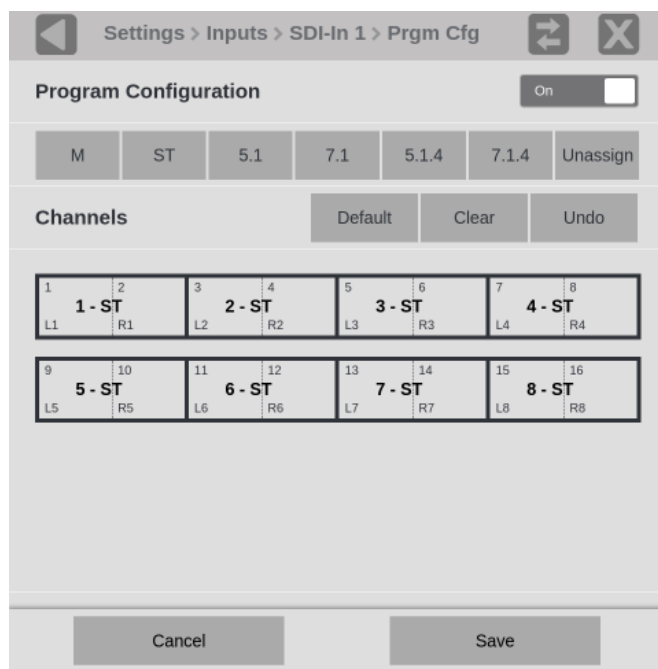 Settings > Inputs > SDI-In 1 > Prgm Cfg
Program Configuration On
M ST 5.1 7.1 5.1.4 7.1.4 Unassign
Channels Default Clear Undo
1 2 3 4 5 6 7 8
1 - ST 2 - ST 3 - ST 4 - ST
L1 R1 L2 R2 L3 R3 L4 R4
9 10 11 12 13 14 15 16
5 - ST 6 - ST 7 - ST 8 - ST
L5 R5 L6 R6 L7 R7 L8 R8
Cancel Save